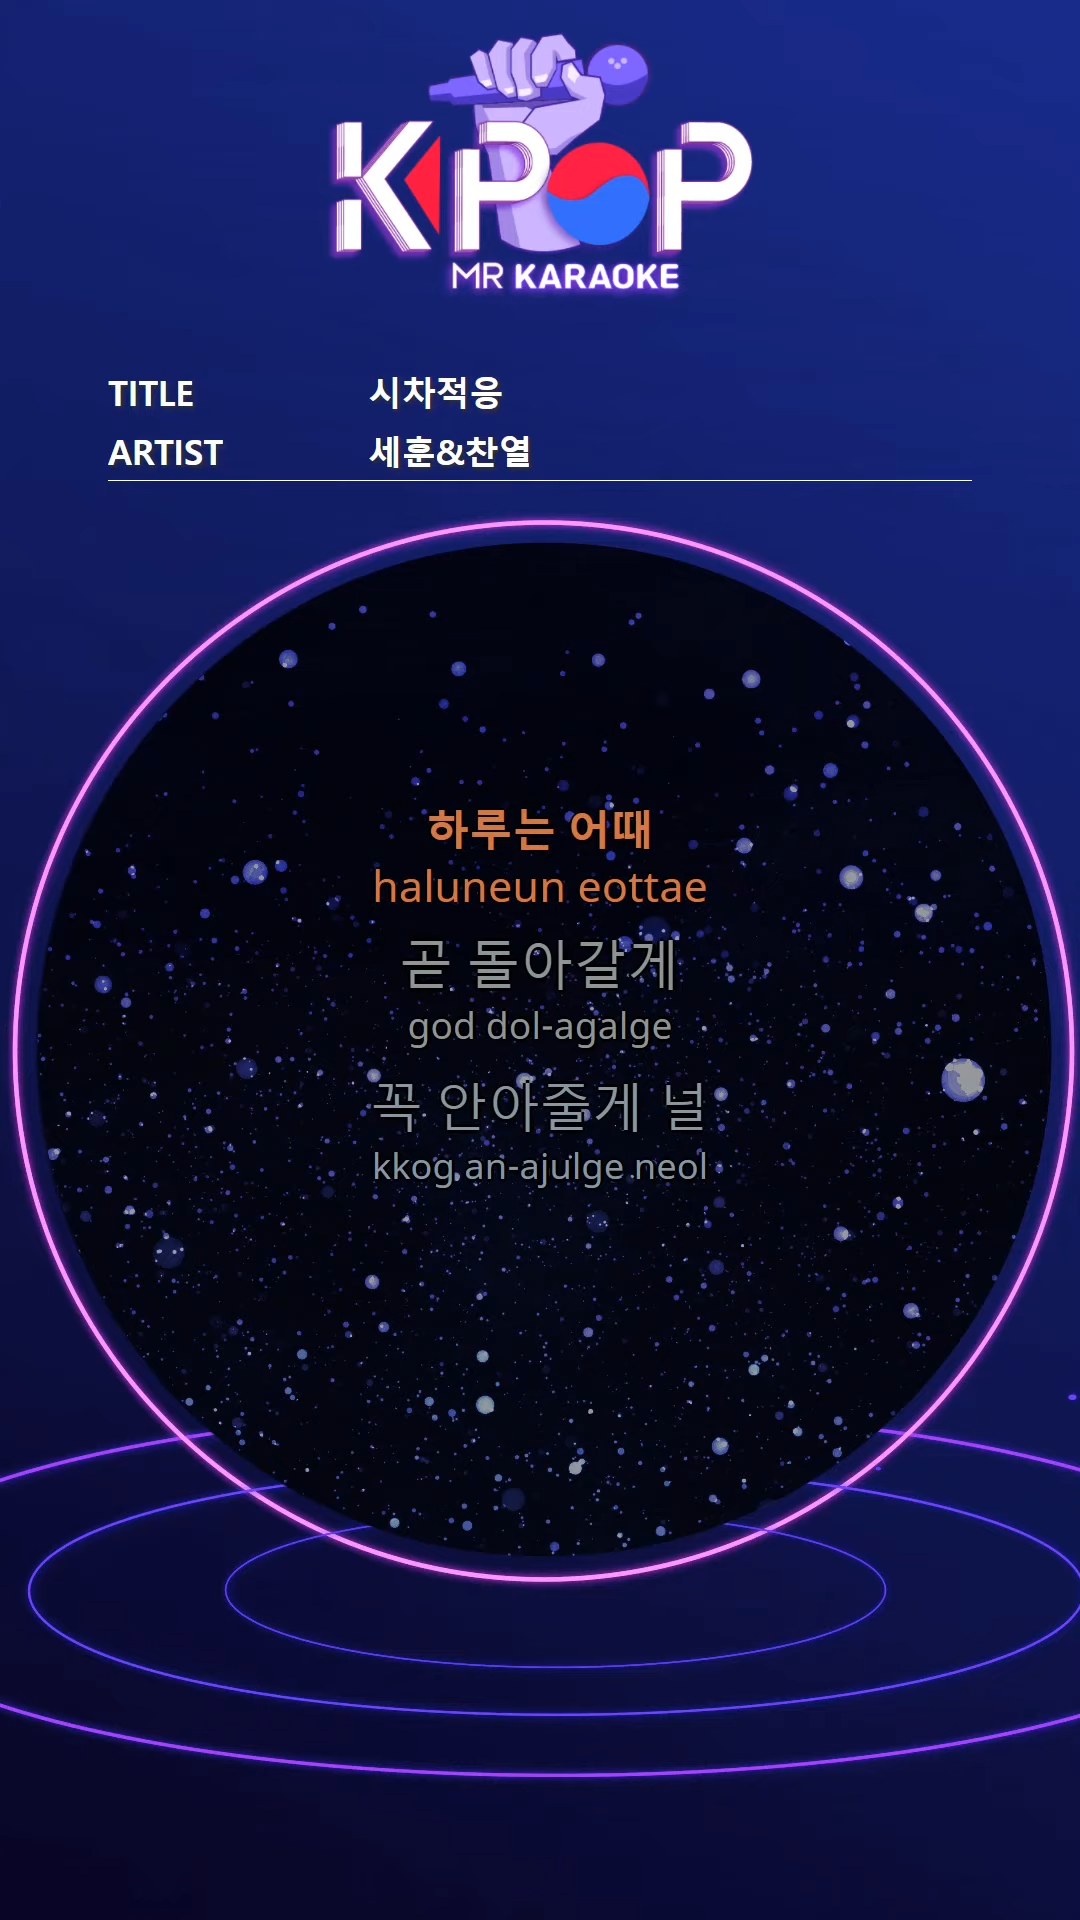 KPOP
MR KARAOKE
TITLE 시차적응
ARTIST 세훈&찬열
하루는 어때
haluneun eottae
곧 돌아갈게
god dol-agalge
꼭 안아줄게 널
kkog an-ajulge neol